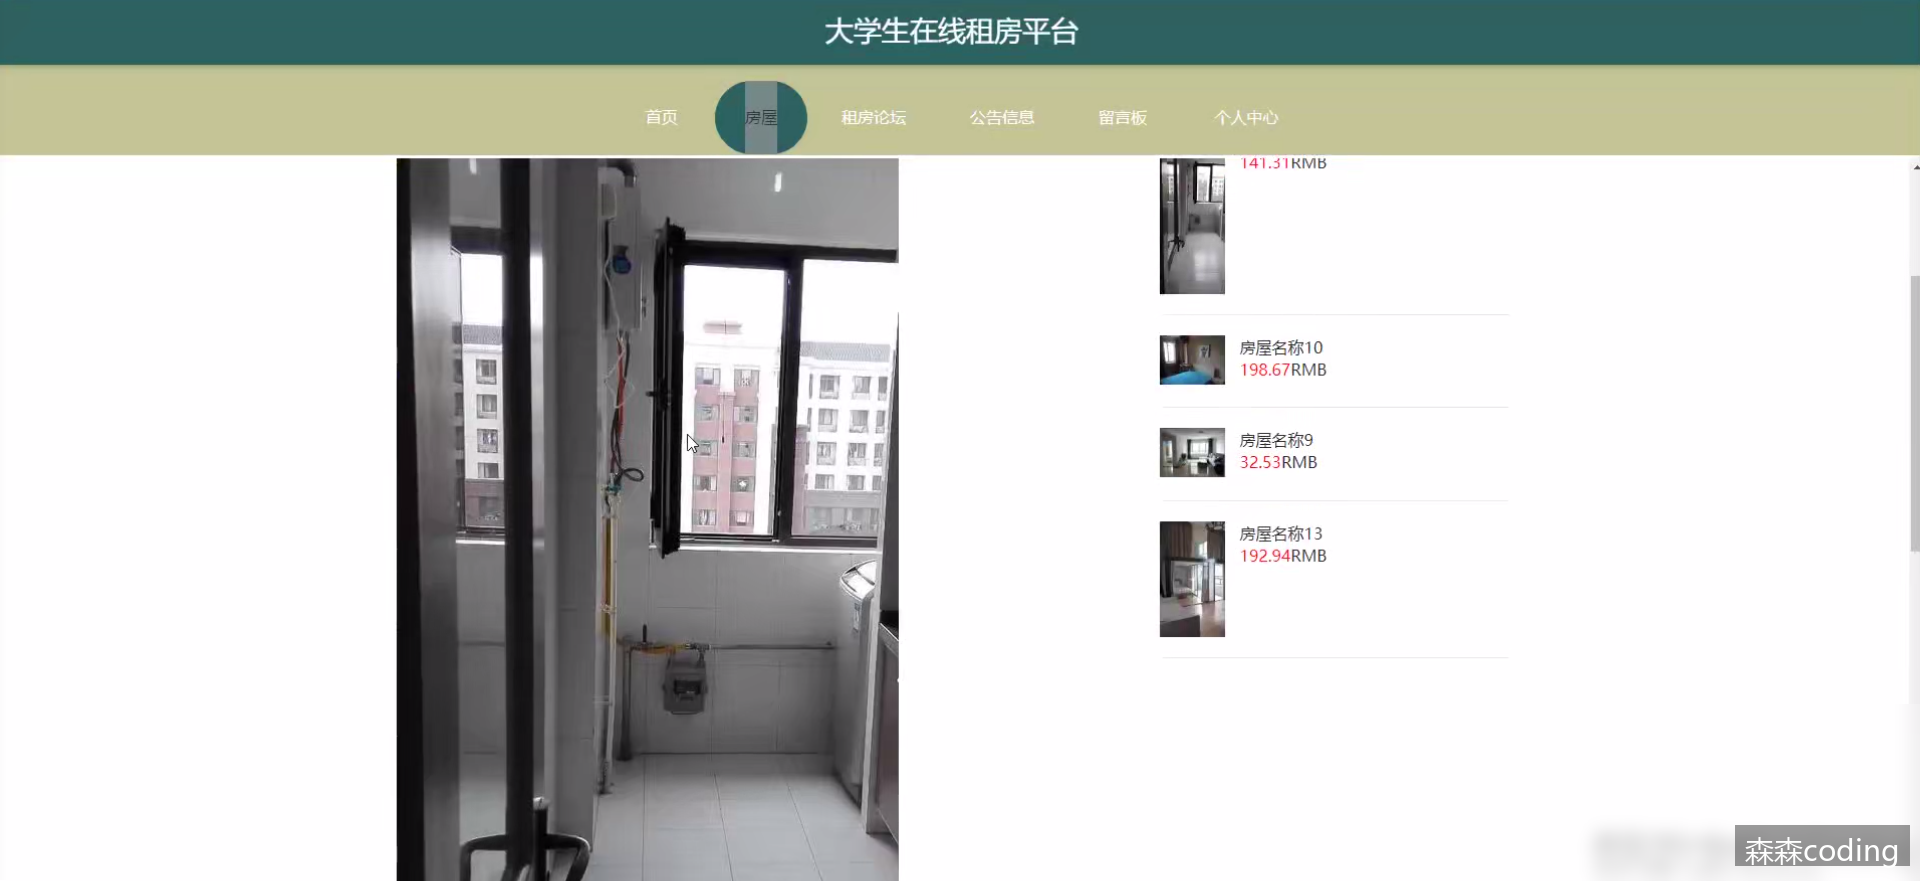 大学生在线租房平台
首页
房屋
租房论坛
公告信息
留言板
个人中心
141.31RMB
房屋名称10
198.67RMB
房屋名称9
32.53RMB
房屋名称13
192.94RMB
森森coding